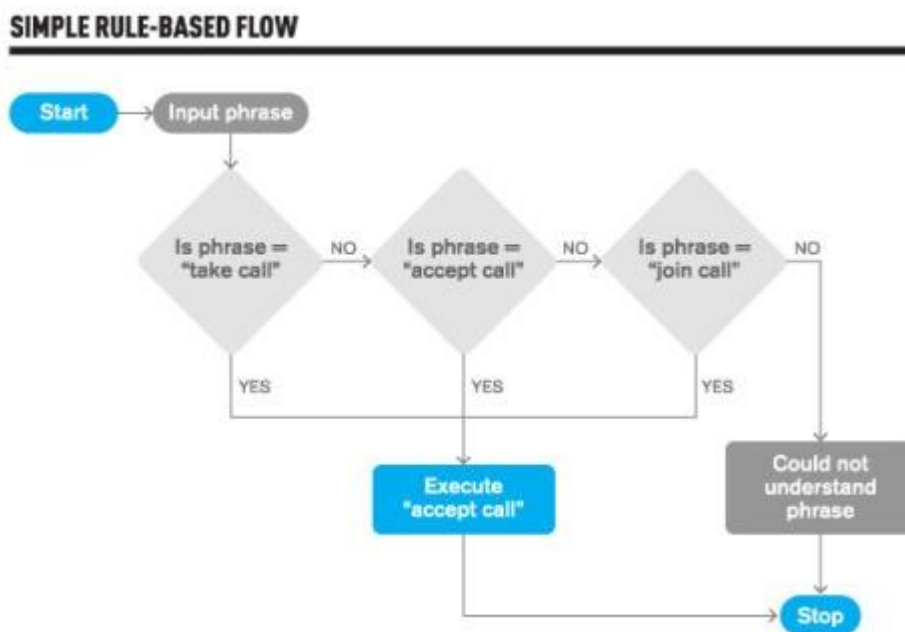 SIMPLE RULE-BASED FLOW
Start
Input phrase
Is phrase =
“take call”
NO
Is phrase =
“accept call”
NO
Is phrase =
“join call”
NO
YES
YES
YES
Execute
“accept call”
Could not
understand
phrase
Stop